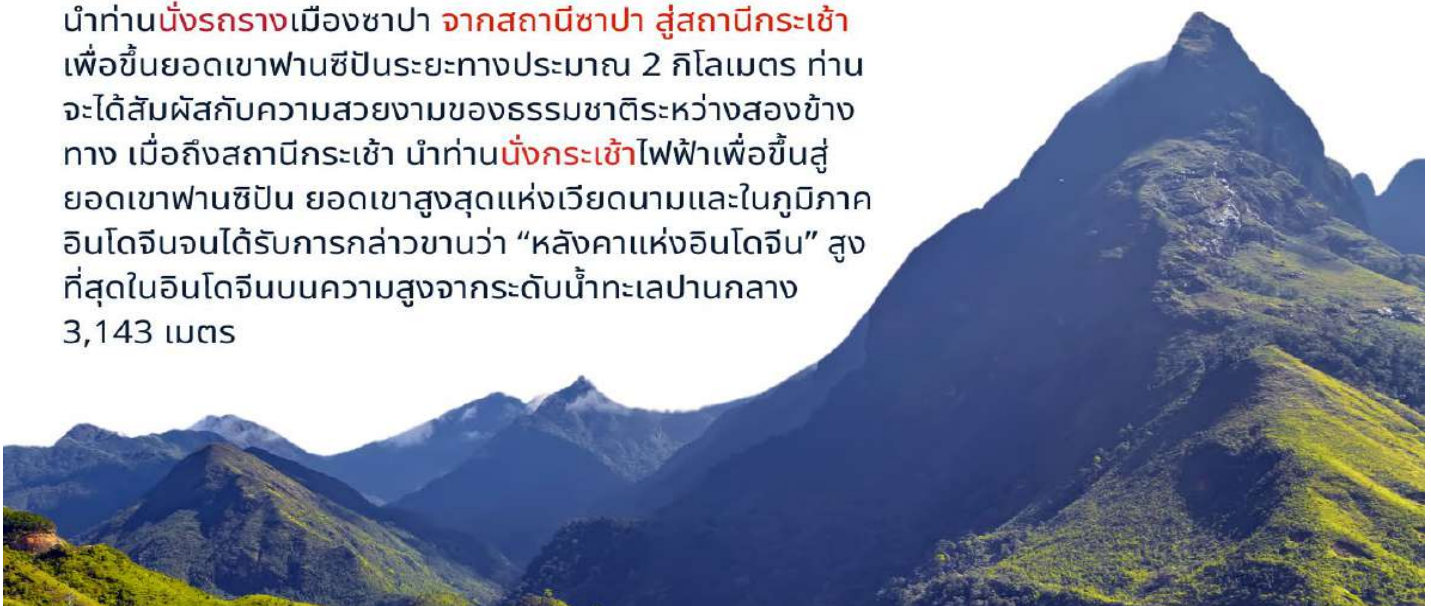 นำท่านนั่งรถรางเมืองซาปา จากสถานีซาปา สู่สถานีกระเช้า
เพื่อขึ้นยอดเขาฟานซีปันระยะทางประมาณ 2 กิโลเมตร ท่าน
จะได้สัมผัสกับความสวยงามของธรรมชาติระหว่างสองข้าง
ทาง เมื่อถึงสถานีกระเช้า นำท่านนั่งกระเช้าไฟฟ้าเพื่อขึ้นสู่
ยอดเขาฟานซิปัน ยอดเขาสูงสุดแห่งเวียดนามและในภูมิภาค
อินโดจีนจนได้รับการกล่าวขานว่า “หลังคาแห่งอินโดจีน” สูง
ที่สุดในอินโดจีนบนความสูงจากระดับน้ำทะเลปานกลาง
3,143 เมตร